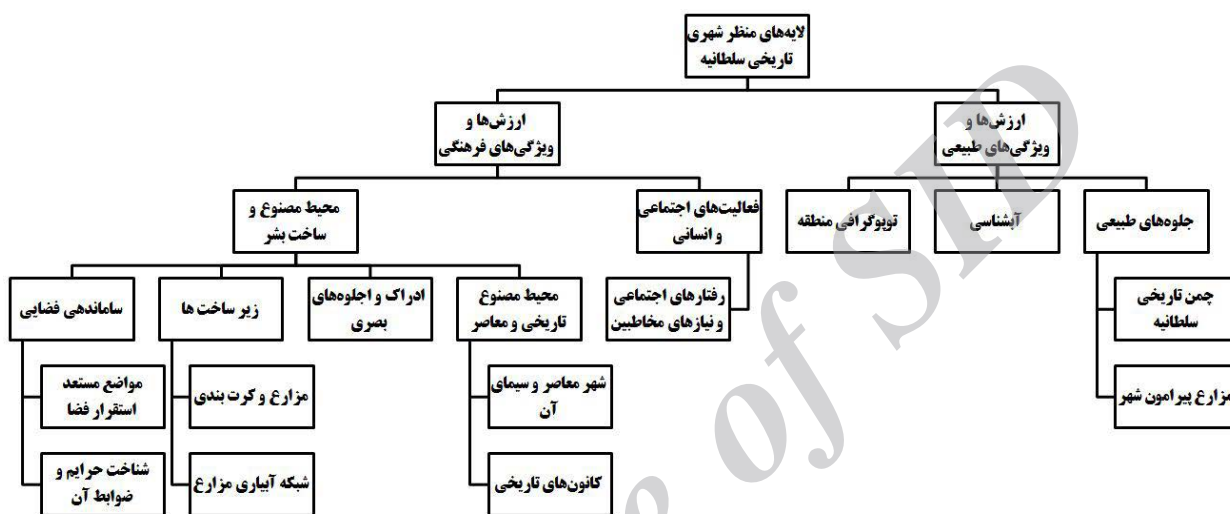 لایه‌های منظر شهری
تاریخی سلطانیه
ارزش‌ها و
ویژگی‌های طبیعی
ارزش‌ها و
ویژگی‌های فرهنگی
جلوه‌های طبیعی
آبشناسی
توپوگرافی منطقه
فعالیت‌های اجتماعی
و انسانی
محیط مصنوع و
ساخت بشر
چمن تاریخی
سلطانیه
رفتارهای اجتماعی
و نیازهای مخاطبین
محیط مصنوع
تاریخی و معاصر
ادراک و اجلوه‌های
بصری
زیر ساخت ها
ساماندهی فضایی
مزارع پیرامون شهر
شهر معاصر و سیمای
آن
مزارع و کرت بندی
مواضع مستعد
استقرار فضا
کانون‌های تاریخی
شبکه آبیاری مزارع
شناخت حرایم و
ضوابط آن
of SID